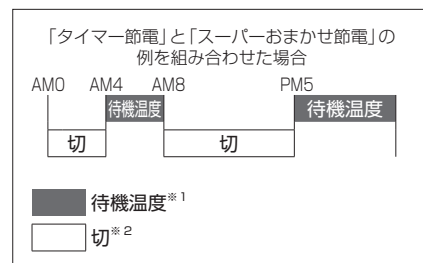 「タイマー節電」と「スーパーおまかせ節電」の
例を組み合わせた場合
AM0 AM4 AM8 PM5
待機温度 待機温度
切 切
待機温度※1
切※2